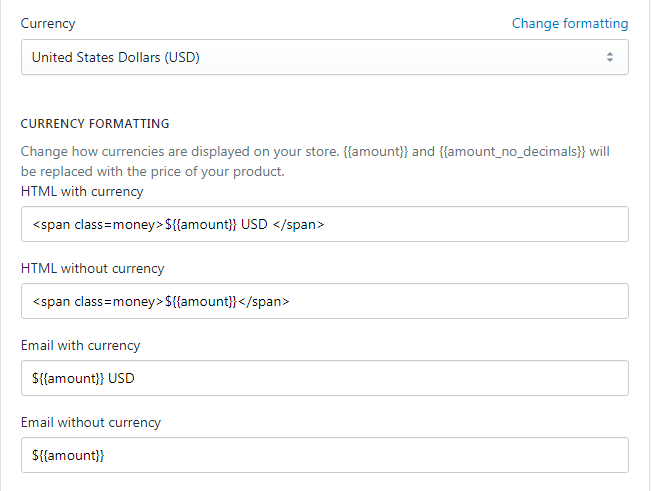 Currency
Change formatting
United States Dollars (USD)
CURRENCY FORMATTING
Change how currencies are displayed on your store. {{amount}} and {{amount_no_decimals}} will
be replaced with the price of your product.
HTML with currency
<span class=money>${{amount}} USD </span>
HTML without currency
<span class=money>${{amount}}</span>
Email with currency
${{amount}} USD
Email without currency
${{amount}}